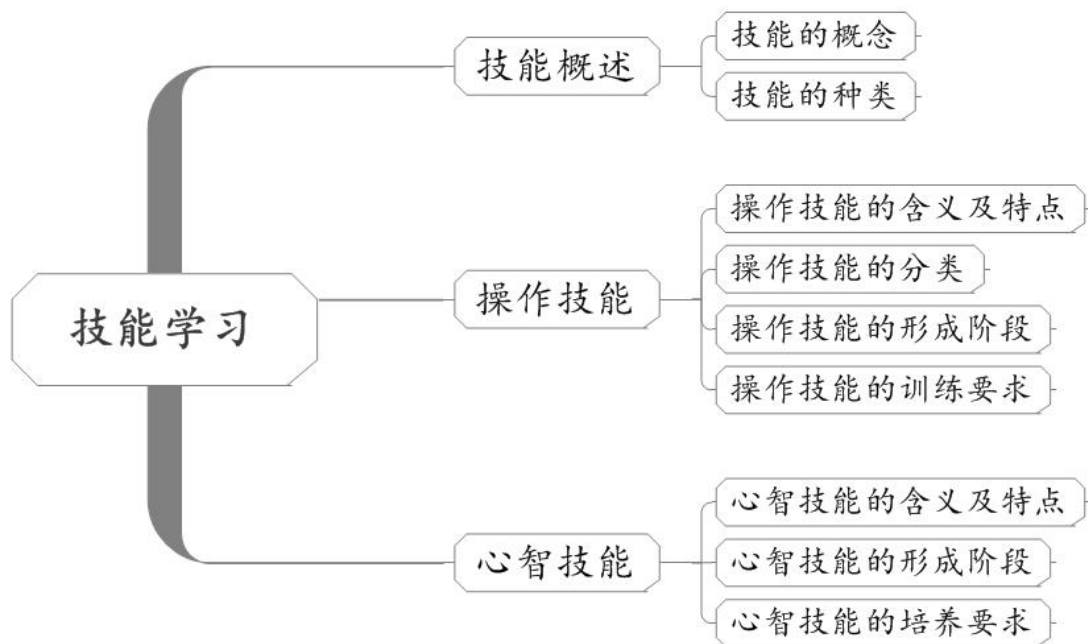 技能学习
技能概述
技能的概念
技能的种类
操作技能
操作技能的含义及特点
操作技能的分类
操作技能的形成阶段
操作技能的训练要求
心智技能
心智技能的含义及特点
心智技能的形成阶段
心智技能的培养要求